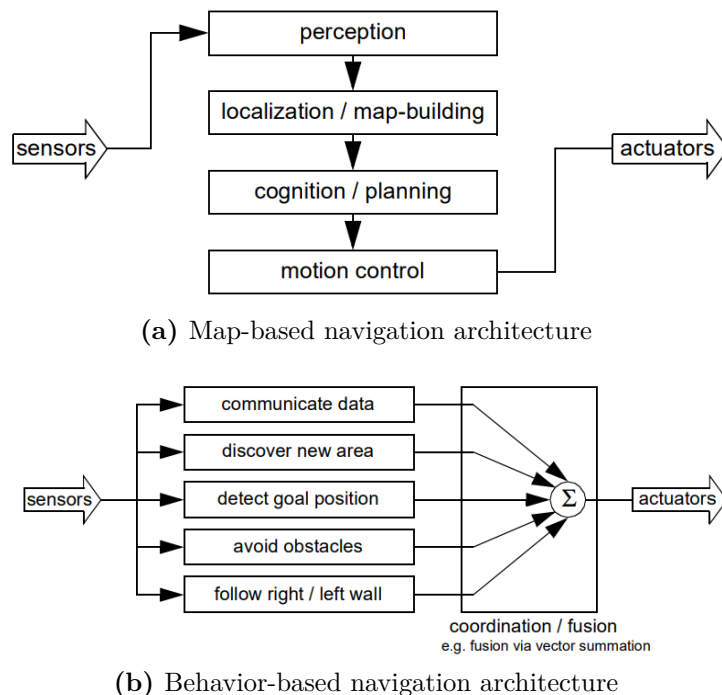 perception
localization / map-building
sensors
actuators
cognition / planning
motion control
(a) Map-based navigation architecture
communicate data
discover new area
sensors
detect goal position
Σ
actuators
avoid obstacles
follow right / left wall
coordination / fusion
e.g. fusion via vector summation
(b) Behavior-based navigation architecture